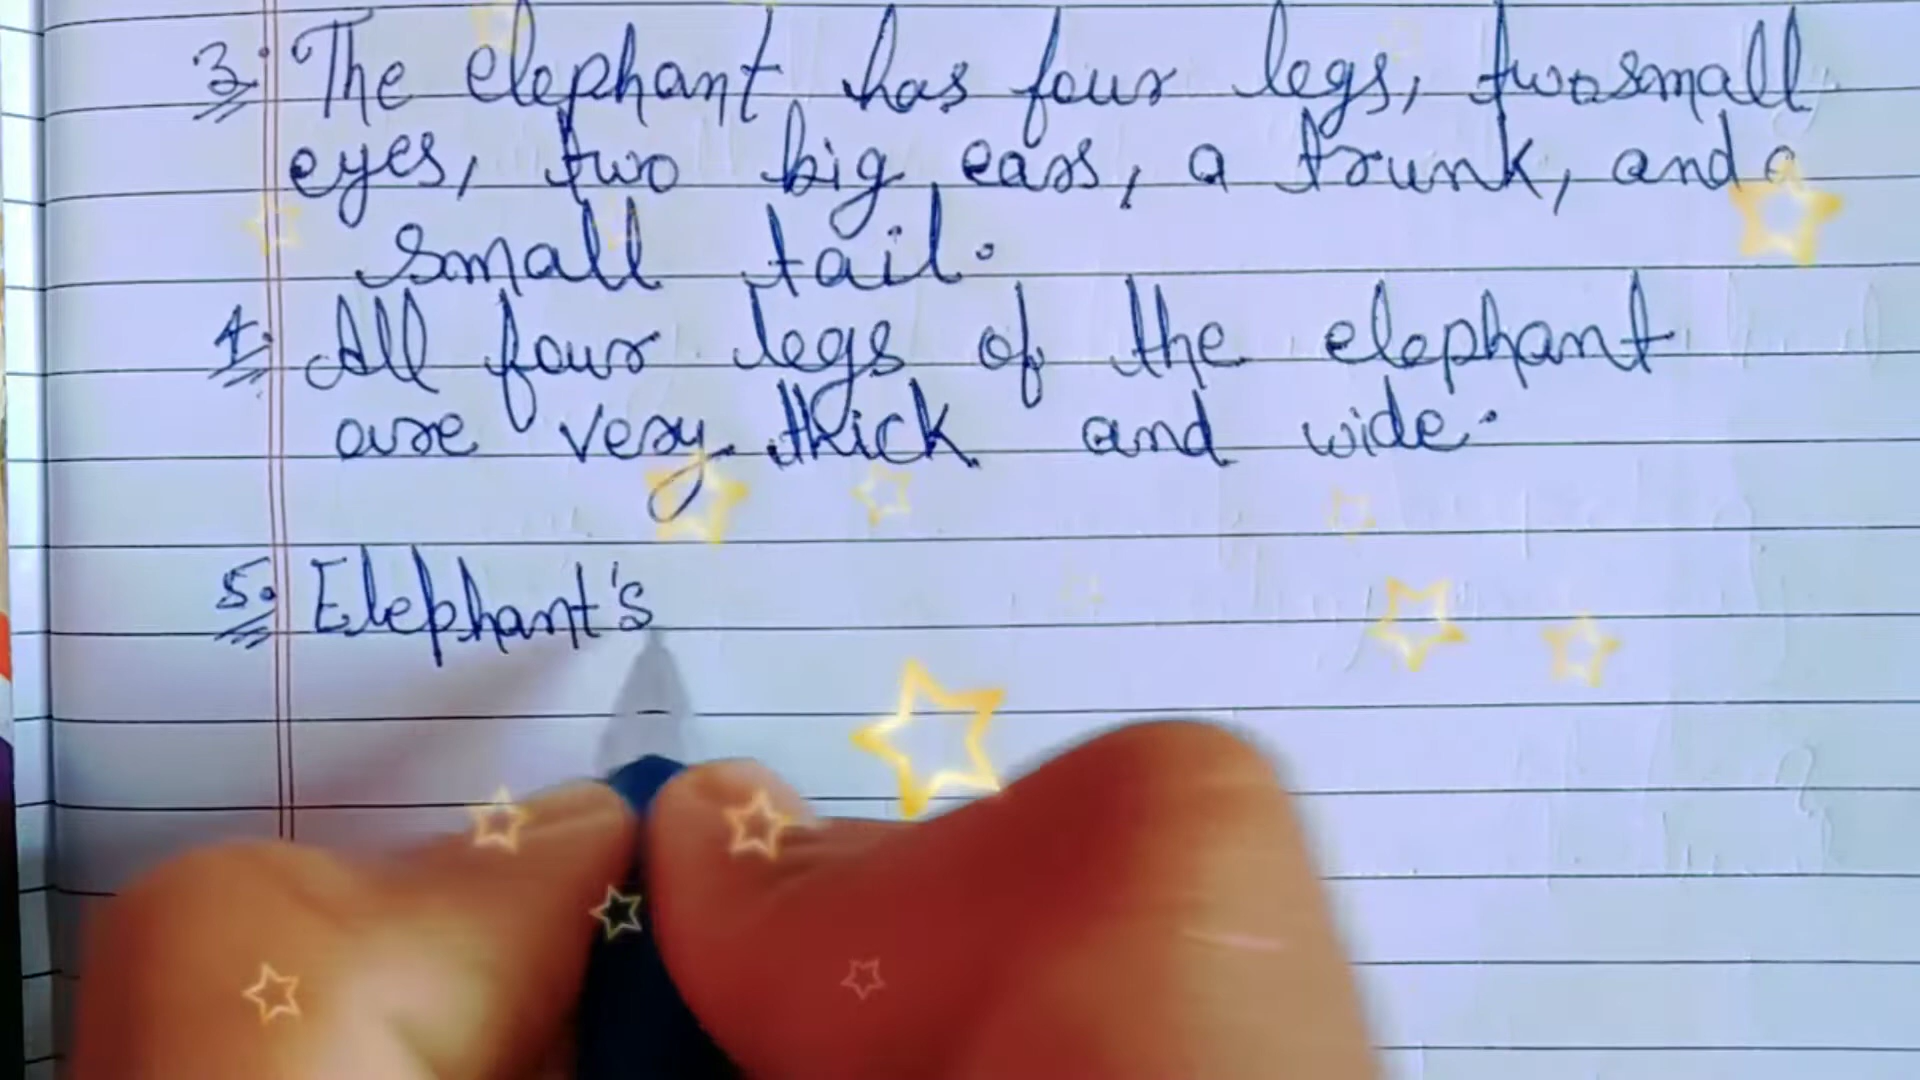 3. The elephant has four legs, two small
eyes, two big ears, a trunk, and a
small tail.
4. All four legs of the elephant
are very thick and wide.
5. Elephant's